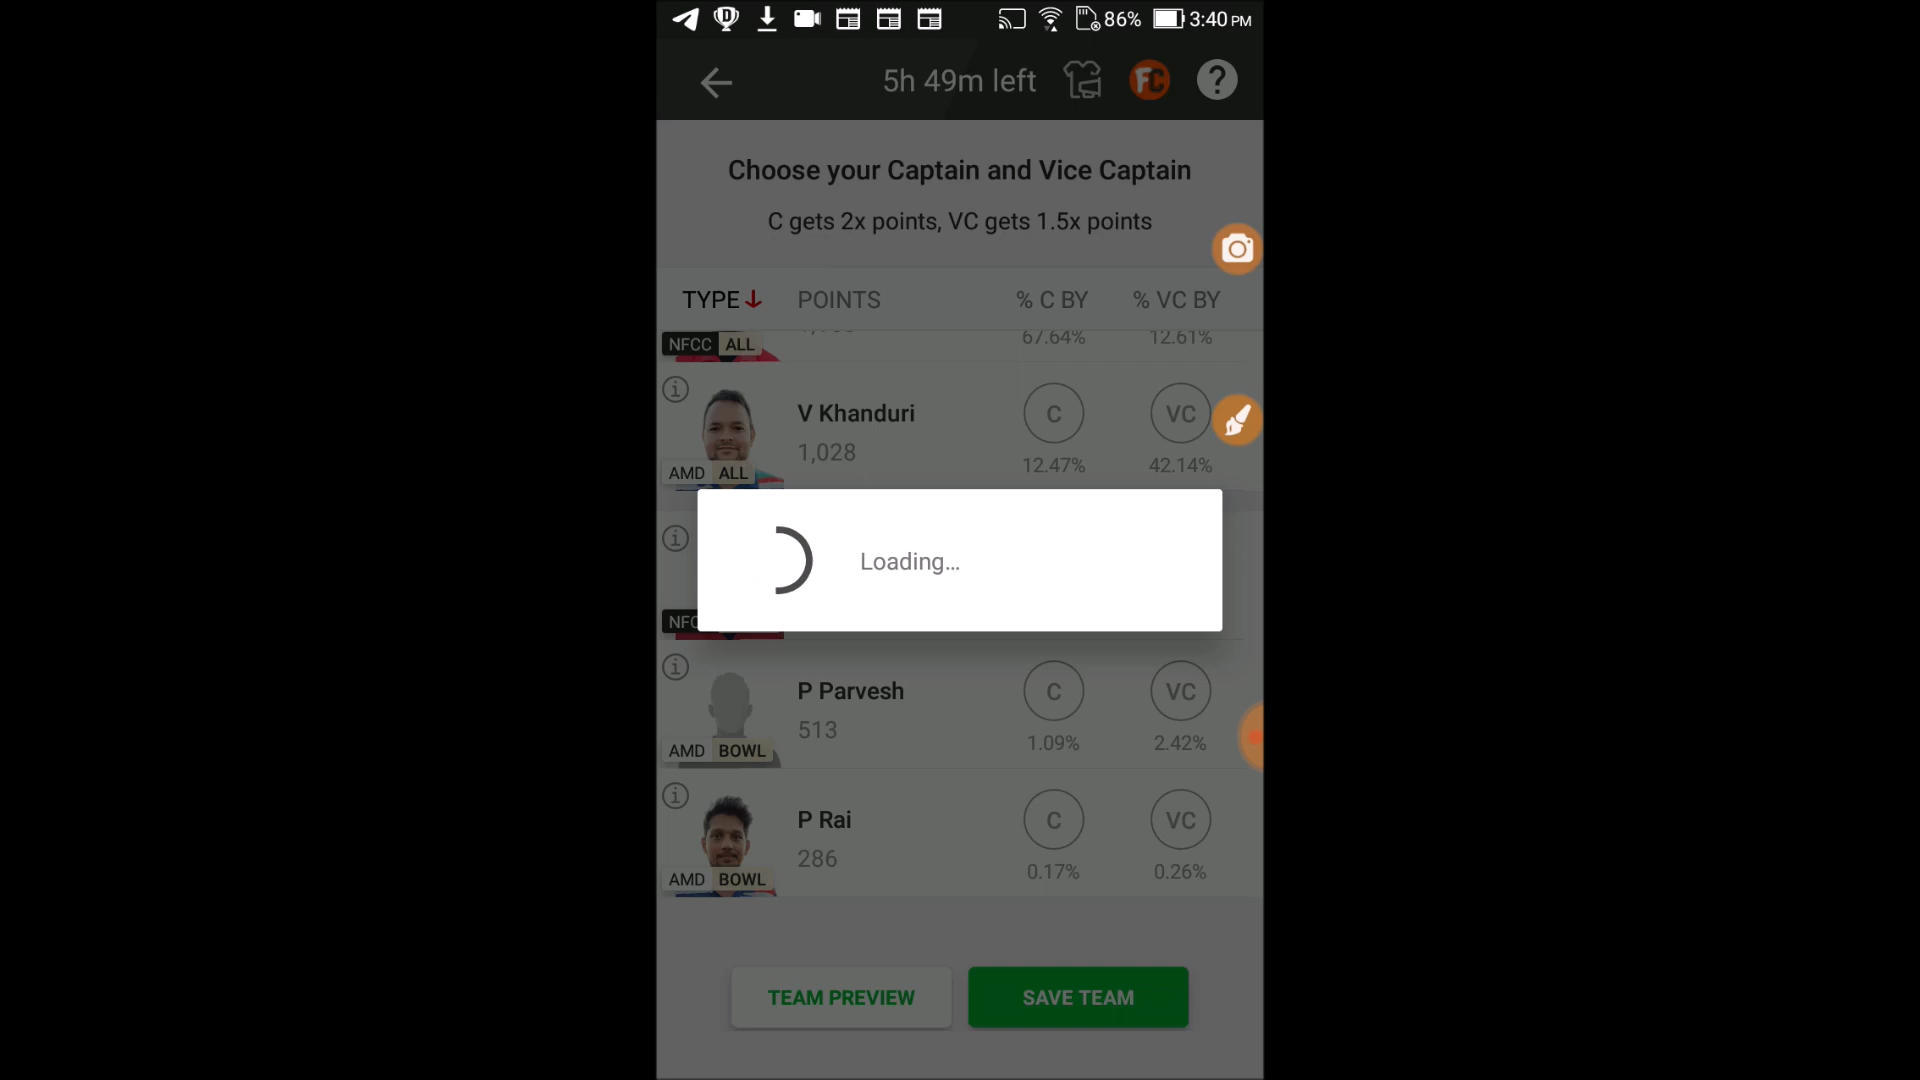 86% 3:40 PM
5h 49m left FC ?
Choose your Captain and Vice Captain
C gets 2x points, VC gets 1.5x points
TYPE POINTS % C BY % VC BY
67.64% 12.61%
NFCC ALL
V Khanduri C VC
1,028
12.47% 42.14%
AMD ALL
Loading...
P Parvesh C VC
513
1.09% 2.42%
AMD BOWL
P Rai C VC
286
0.17% 0.26%
AMD BOWL
TEAM PREVIEW SAVE TEAM